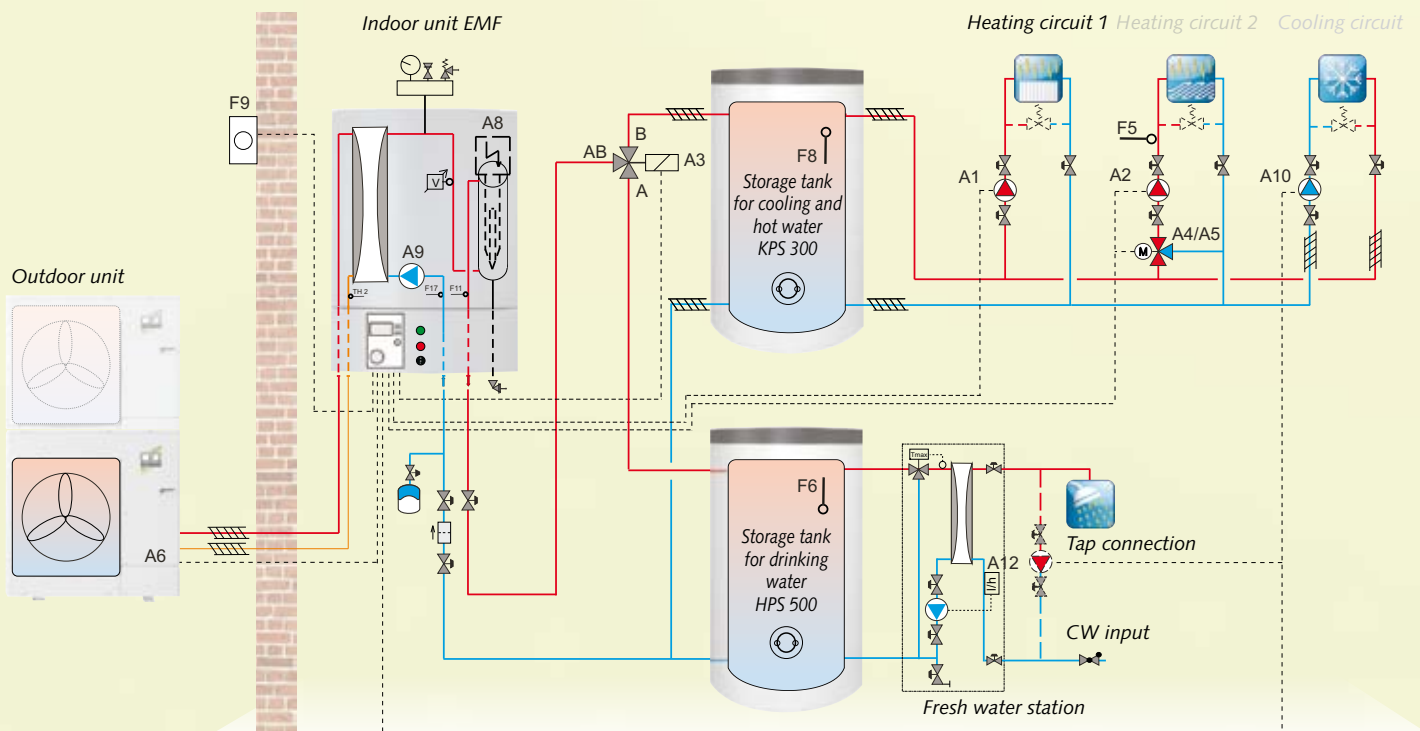 Indoor unit EMF
Heating circuit 1 Heating circuit 2 Cooling circuit
F9
A8
V
B
AB
A3
A
F8
Storage tank
for cooling and
hot water
KPS 300
F5
A1
A2
A10
A4/A5
M
A9
TH 2
F17
F11
Outdoor unit
A6
F6
Storage tank
for drinking
water
HPS 500
Tmax
A12
l/h
Tap connection
CW input
Fresh water station